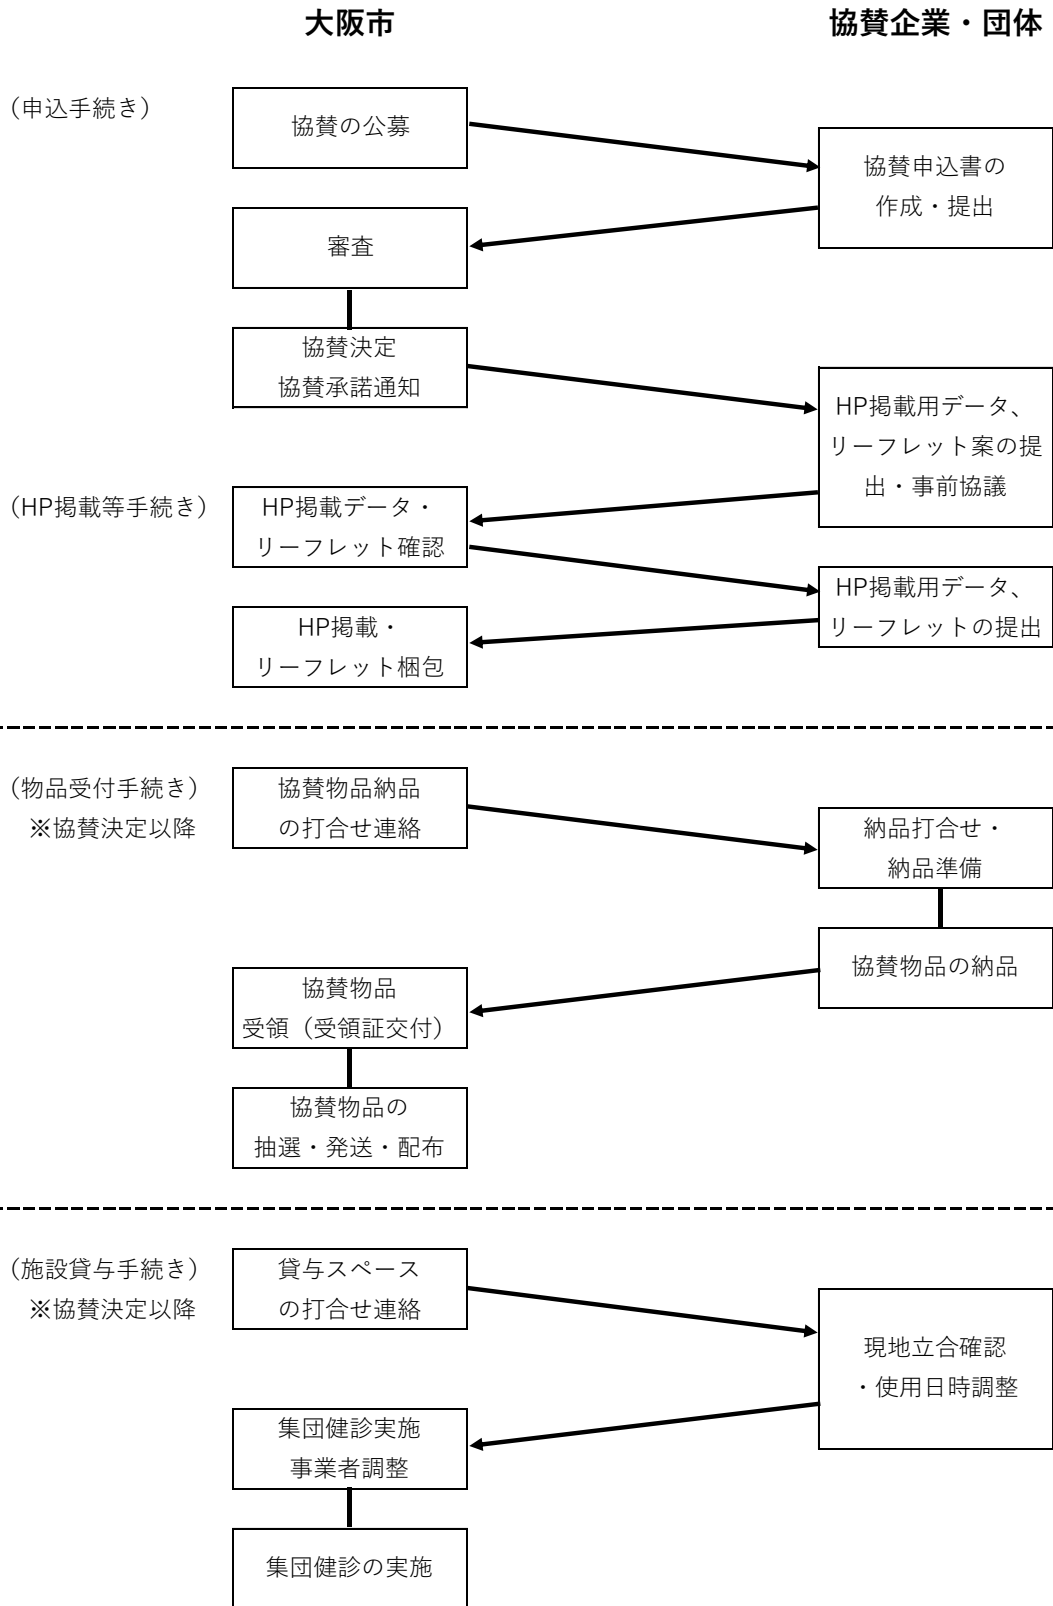 大阪市
協賛企業・団体
（申込手続き）
協賛の公募
協賛申込書の
作成・提出
審査
協賛決定
協賛承諾通知
HP掲載用データ、
リーフレット案の提
出・事前協議
（HP掲載等手続き）
HP掲載データ・
リーフレット確認
HP掲載用データ、
リーフレットの提出
HP掲載・
リーフレット梱包
（物品受付手続き）
※協賛決定以降
協賛物品納品
の打合せ連絡
納品打合せ・
納品準備
協賛物品の納品
協賛物品
受領（受領証交付）
協賛物品の
抽選・発送・配布
（施設貸与手続き）
※協賛決定以降
貸与スペース
の打合せ連絡
現地立合確認
・使用日時調整
集団健診実施
事業者調整
集団健診の実施